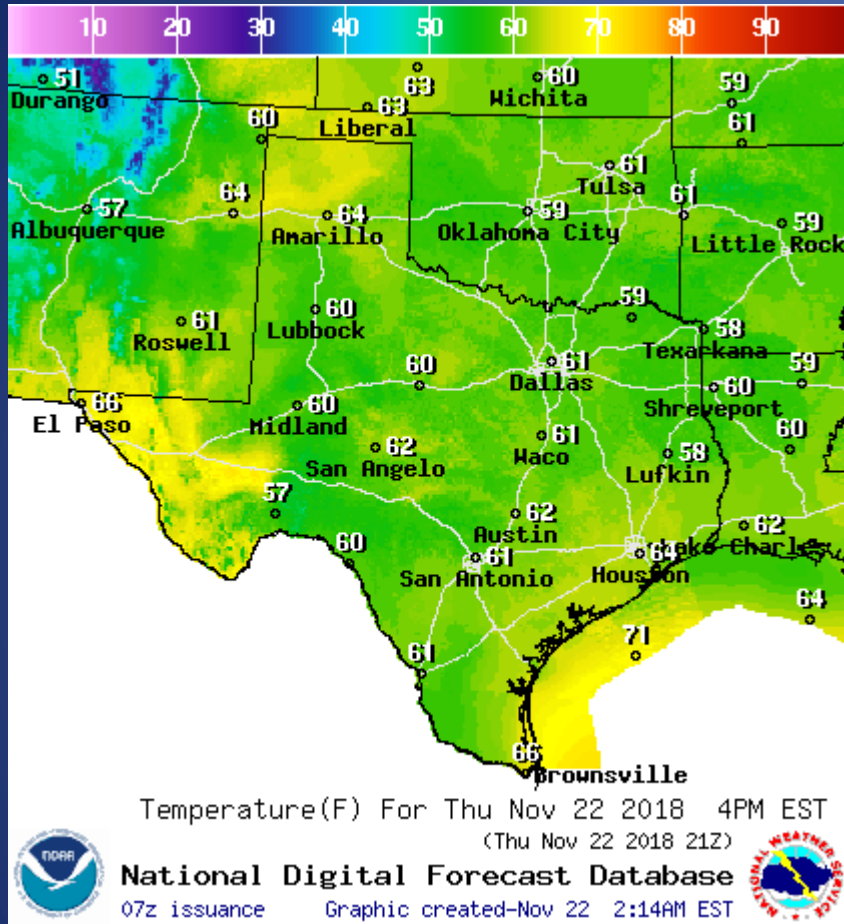 10 20 30 40 50 60 70 80 90
51
Durango
63
63
Liberal
60
Wichita
59
60
61
64
61
Tulsa
57
Albuquerque
64
Amarillo
59
Oklahoma City
61
59
Little Rock
61
Roswell
60
Lubbock
59
58
Texarkana
66
El Paso
60
Midland
60
61
Dallas
60
Shreveport
59
62
San Angelo
61
Waco
58
Lufkin
60
57
60
62
Austin
61
San Antonio
64
Houston
62
Lake Charles
64
61
71
66
Brownsville
Temperature(F) For Thu Nov 22 2018 4PM EST
(Thu Nov 22 2018 21Z)
National Digital Forecast Database
07z issuance Graphic created-Nov 22 2:14AM EST
NOAA
NATIONAL WEATHER SERVICE